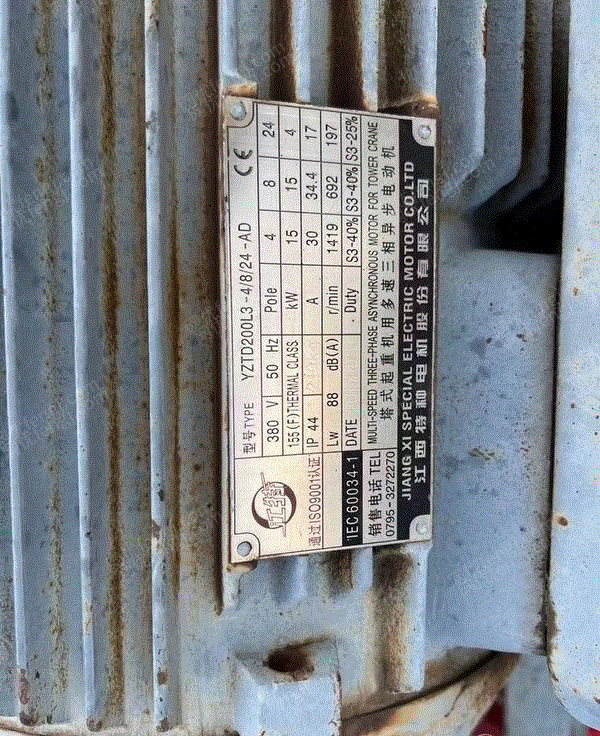 型号 TYPE YZTD200L3-4/8/24-AD CE
380 V 50 Hz Pole 4 8 24
155(F)THERMAL CLASS kW 15 15 4
通过ISO9001认证 IP 44 A 30 34.4 17
Lw 88 dB(A) r/min 1419 692 197
IEC 60034-1 DATE Duty S3-40% S3-40% S3-25%
销售电话TEL MULTI-SPEED THREE-PHASE ASYNCHRONOUS MOTOR FOR TOWER CRANE
0795-3272270 塔式起重机用多速三相异步电动机
JIANG XI SPECIAL ELECTRIC MOTOR CO.LTD
江西特种电机股份有限公司